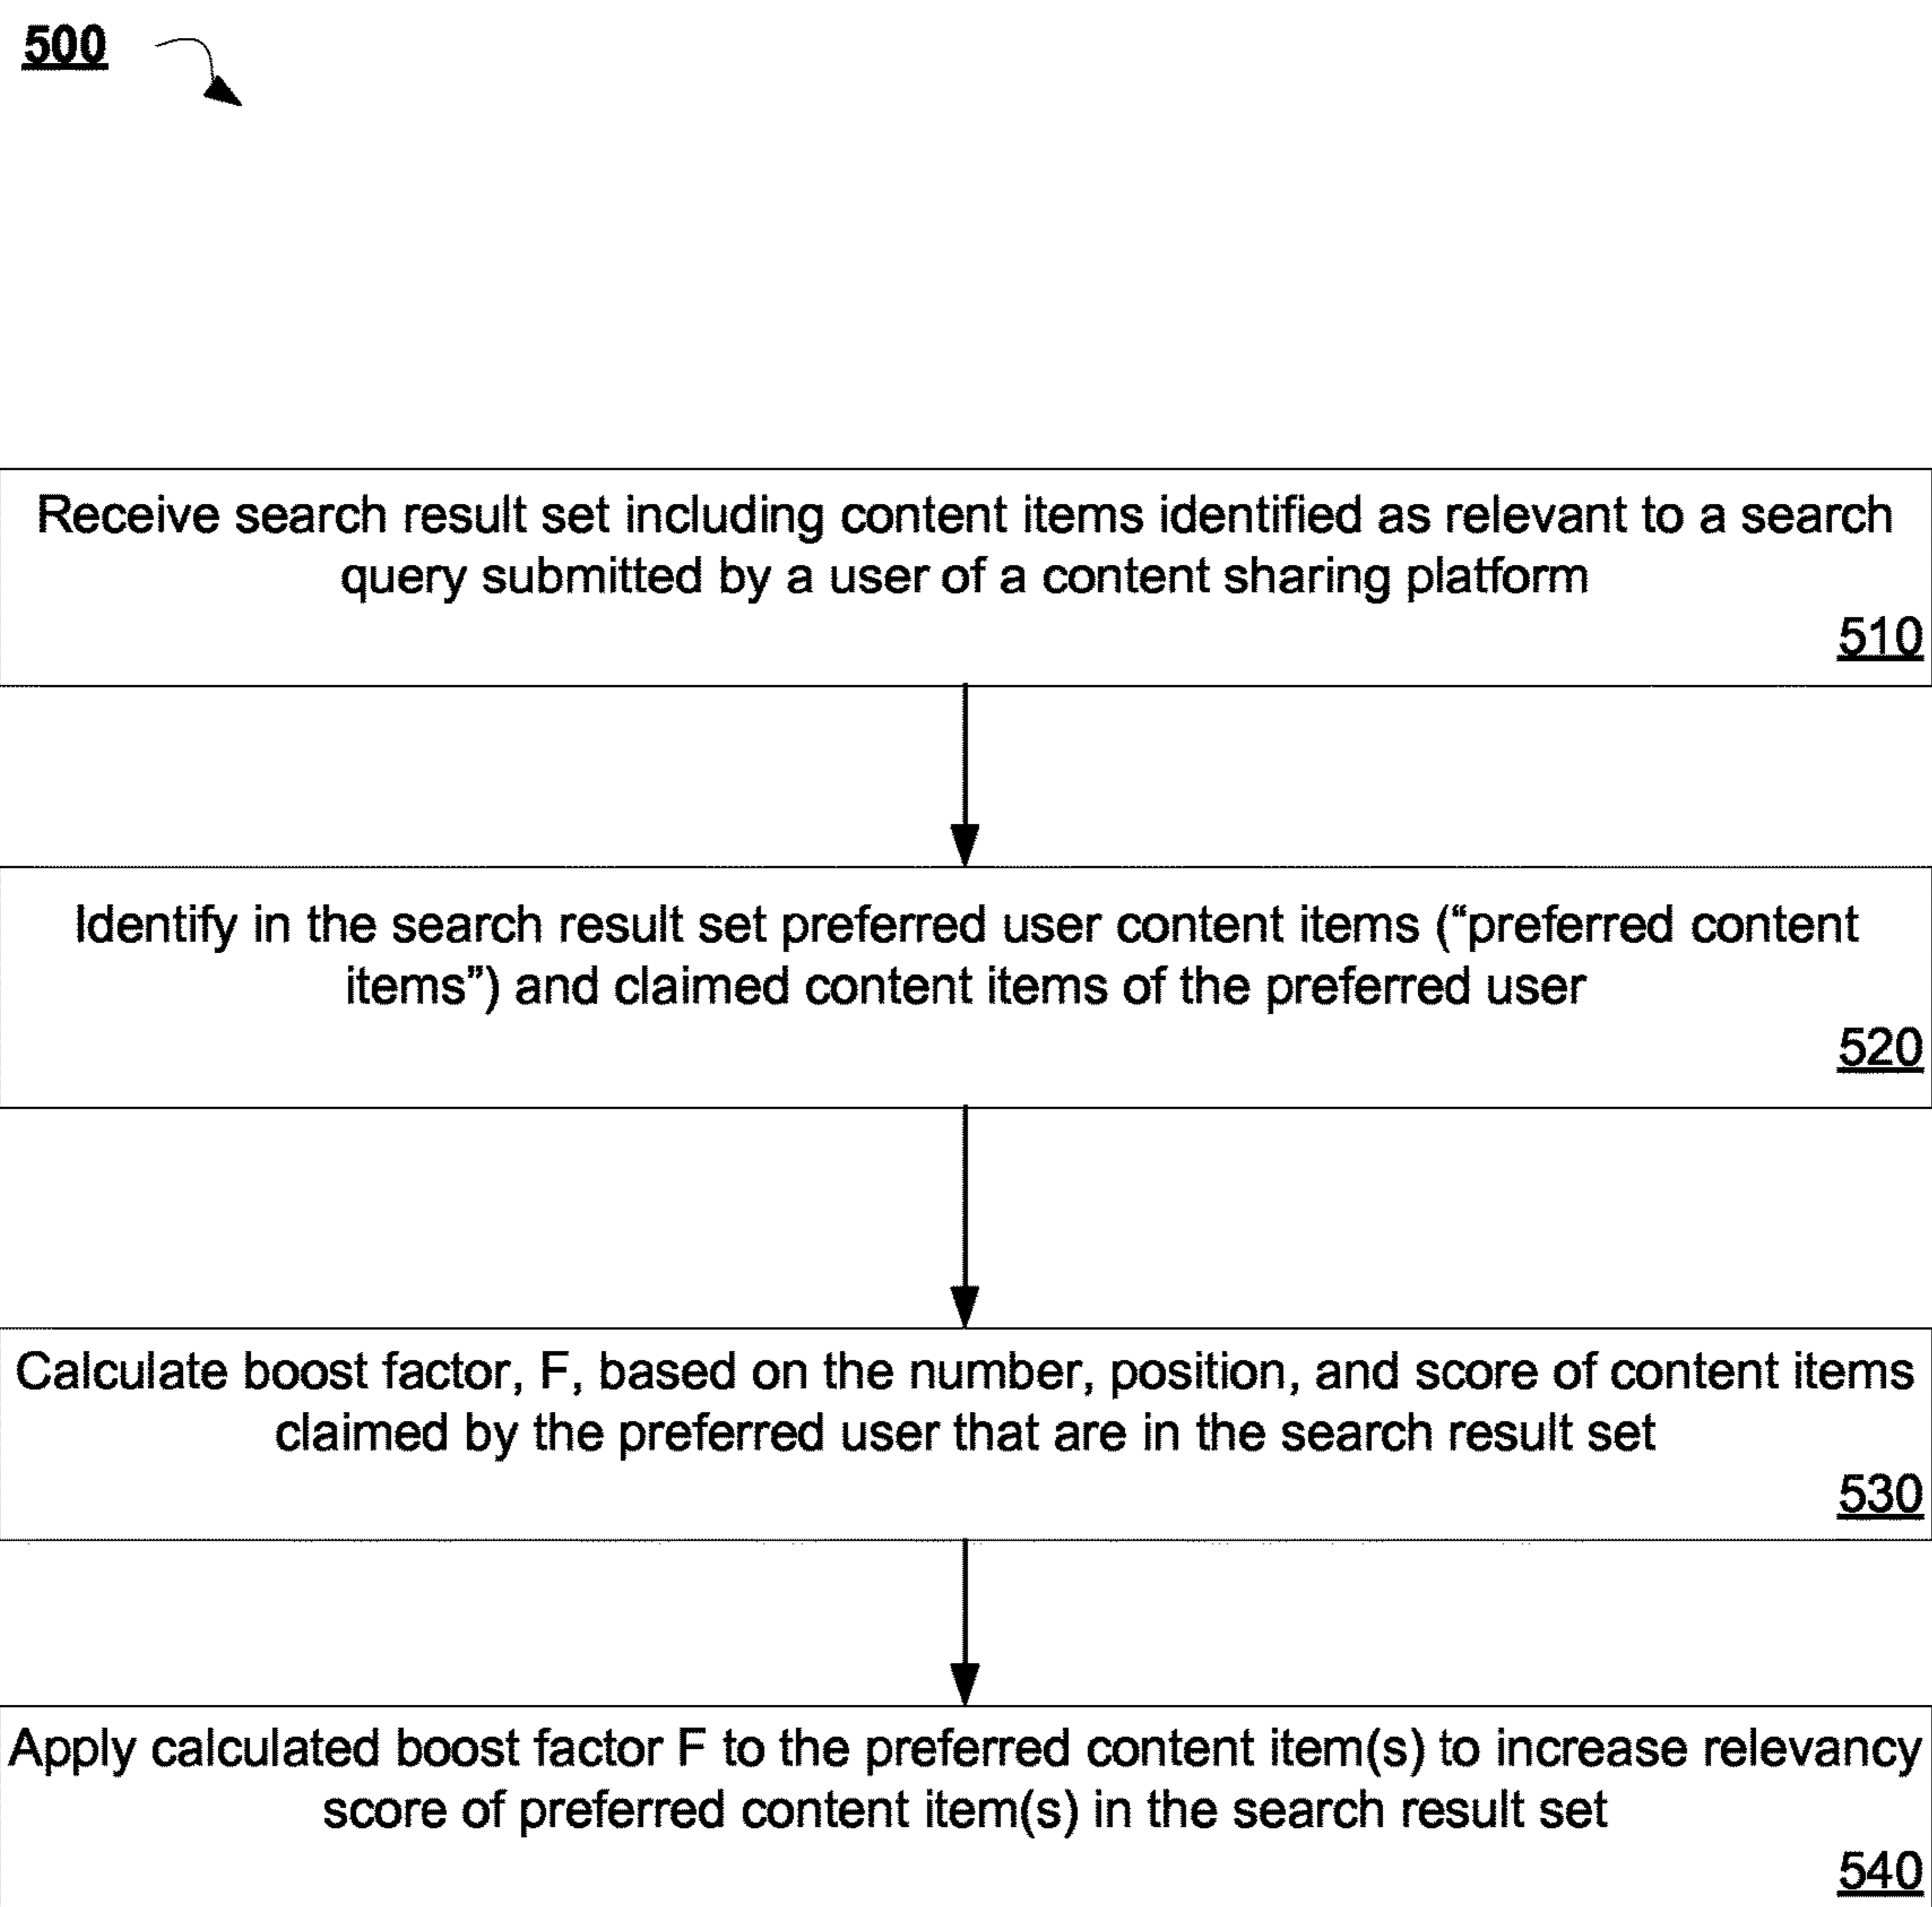 500
Receive search result set including content items identified as relevant to a search
query submitted by a user of a content sharing platform
510
Identify in the search result set preferred user content items (“preferred content
items”) and claimed content items of the preferred user
520
Calculate boost factor, F, based on the number, position, and score of content items
claimed by the preferred user that are in the search result set
530
Apply calculated boost factor F to the preferred content item(s) to increase relevancy
score of preferred content item(s) in the search result set
540